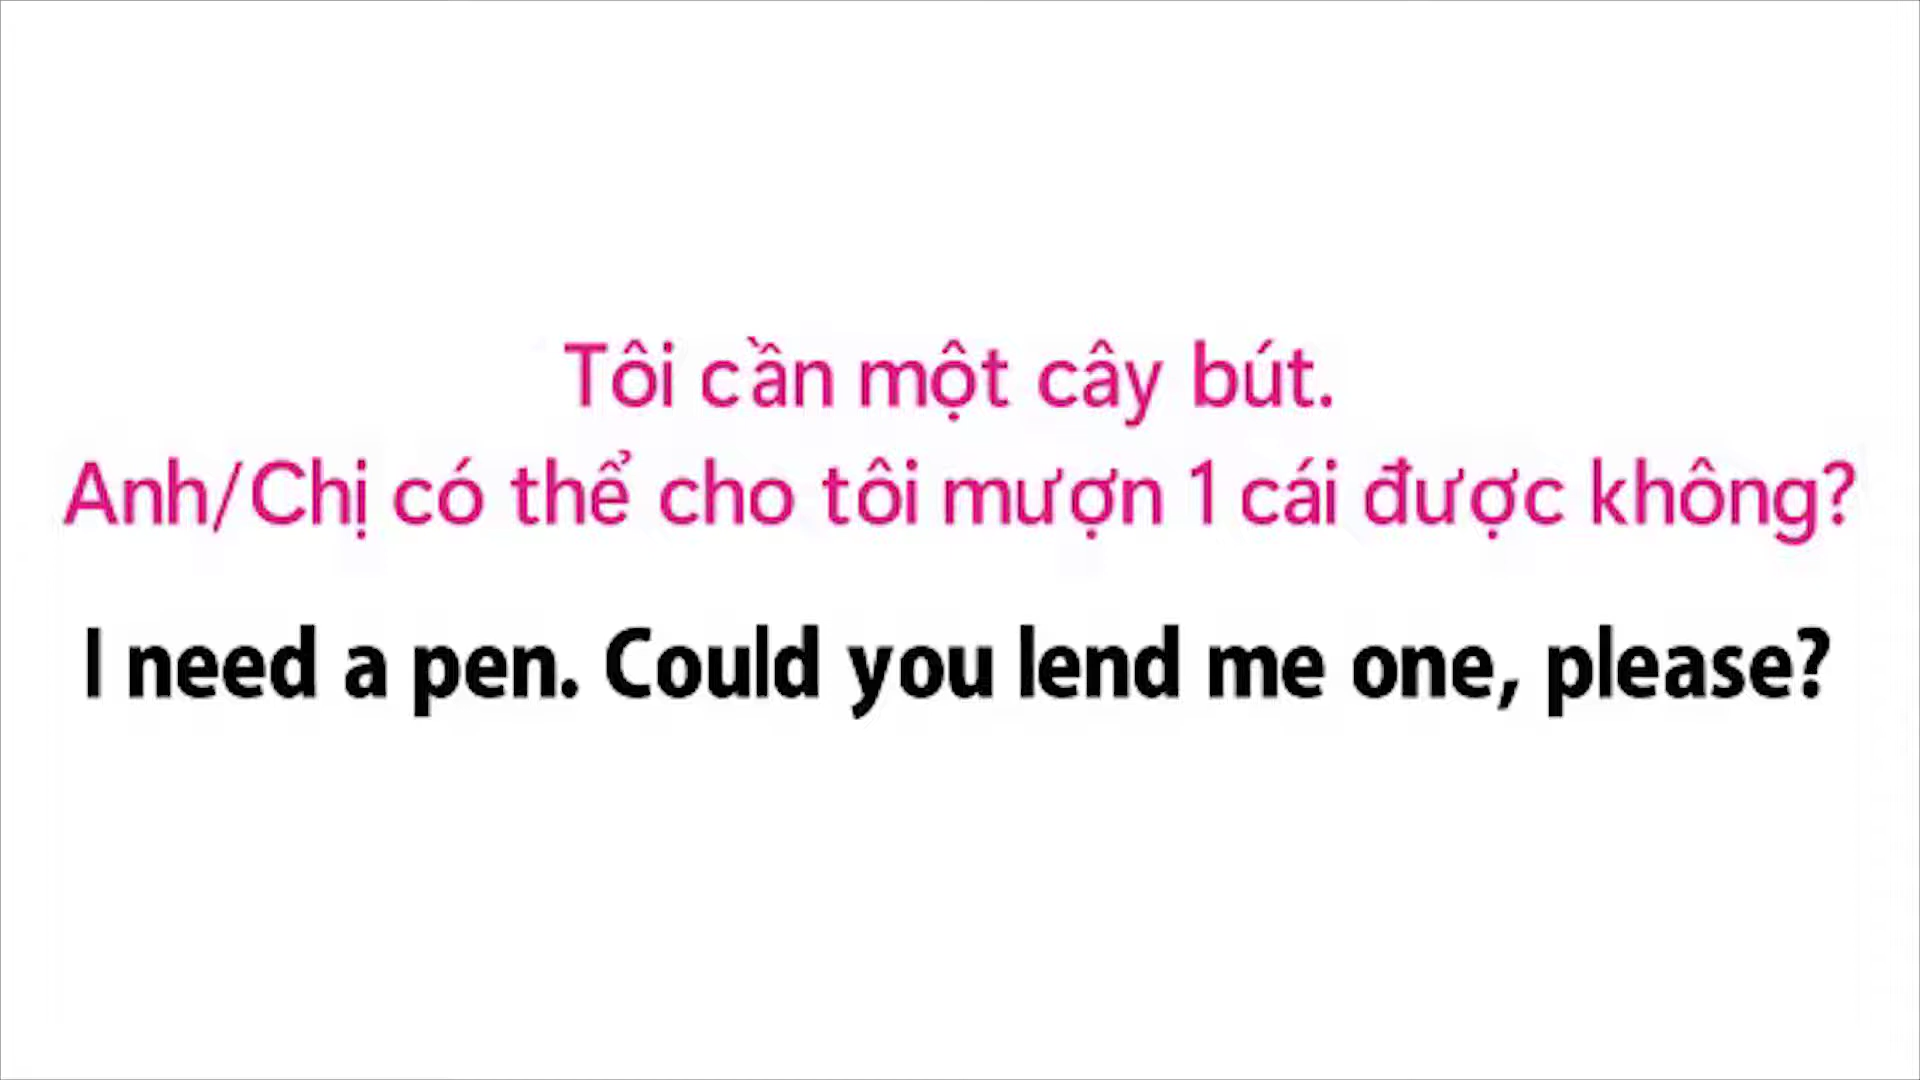 Tôi cần một cây bút.
Anh/Chị có thể cho tôi mượn 1 cái được không?
I need a pen. Could you lend me one, please?